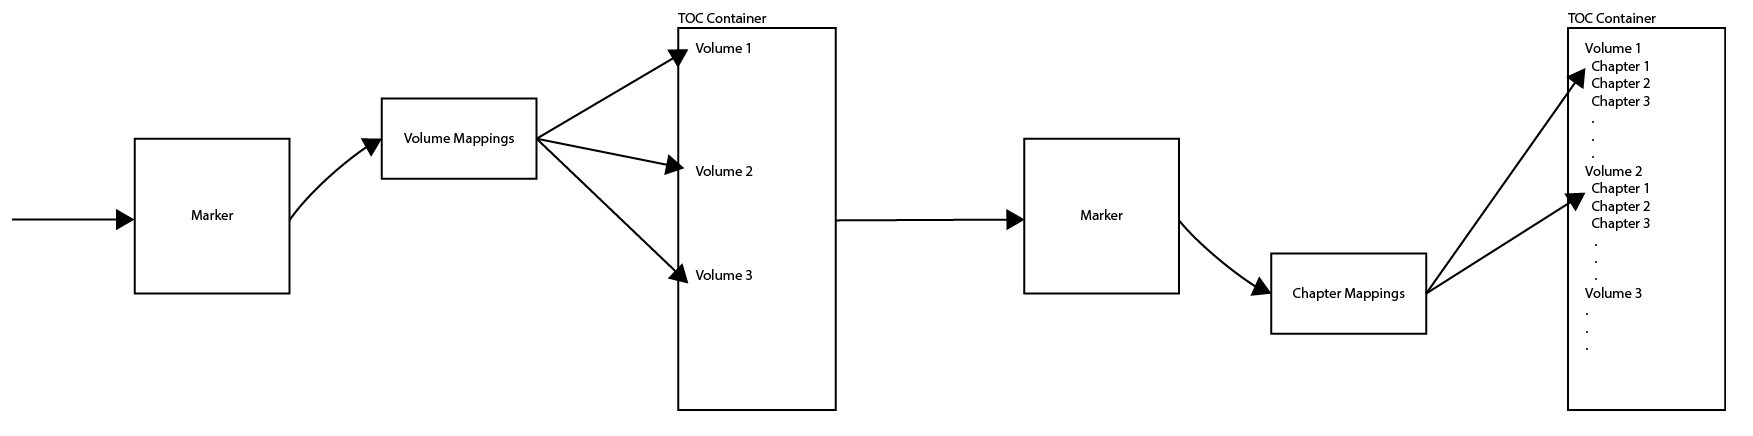 Marker
Volume Mappings
TOC Container
Volume 1
Volume 2
Volume 3
Marker
Chapter Mappings
TOC Container
Volume 1
Chapter 1
Chapter 2
Chapter 3
.
.
.
Volume 2
Chapter 1
Chapter 2
Chapter 3
.
.
.
Volume 3
.
.
.